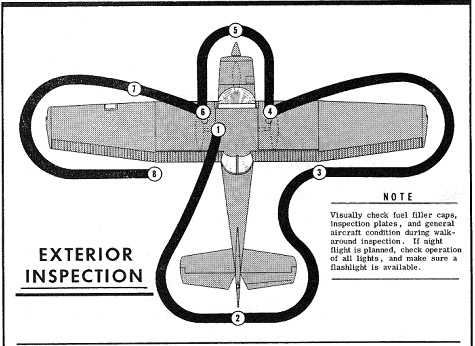 5
7
6
4
1
8
3
NOTE
Visually check fuel filler caps,
inspection plates, and general
aircraft condition during walk-
around inspection. If night
flight is planned, check operation
of all lights, and make sure a
flashlight is available.
EXTERIOR
INSPECTION
2